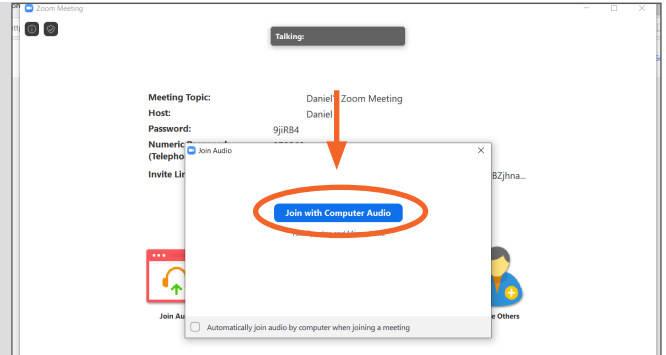 Zoom Meeting
Talking:
Meeting Topic: Daniel' Zoom Meeting
Host: Daniel
Password: 9jiRB4
Numeric
(Telepho
Join Audio
Invite Lin
BZjhna...
Join with Computer Audio
Join Au
e Others
Automatically join audio by computer when joining a meeting